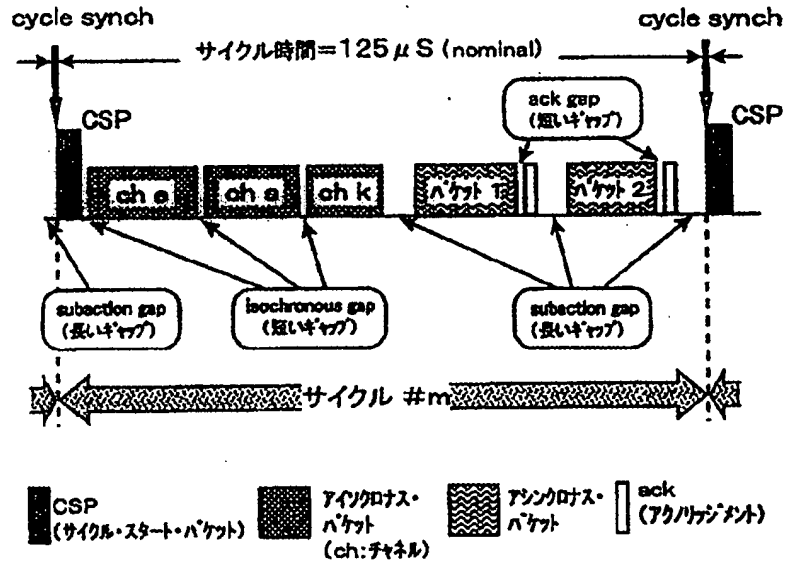 cycle synch
cycle synch
サイクル時間=125μS (nominal)
CSP
ack gap
(短いギャップ)
CSP
ch e
ch a
ch k
パケット 1
パケット 2
subaction gap
(長いギャップ)
isochronous gap
(短いギャップ)
subaction gap
(長いギャップ)
サイクル #m
CSP
(サイクル・スタート・パケット)
アイソクロナス・
パケット
(ch:チャネル)
アシンクロナス・
パケット
ack
(アクノリッジメント)